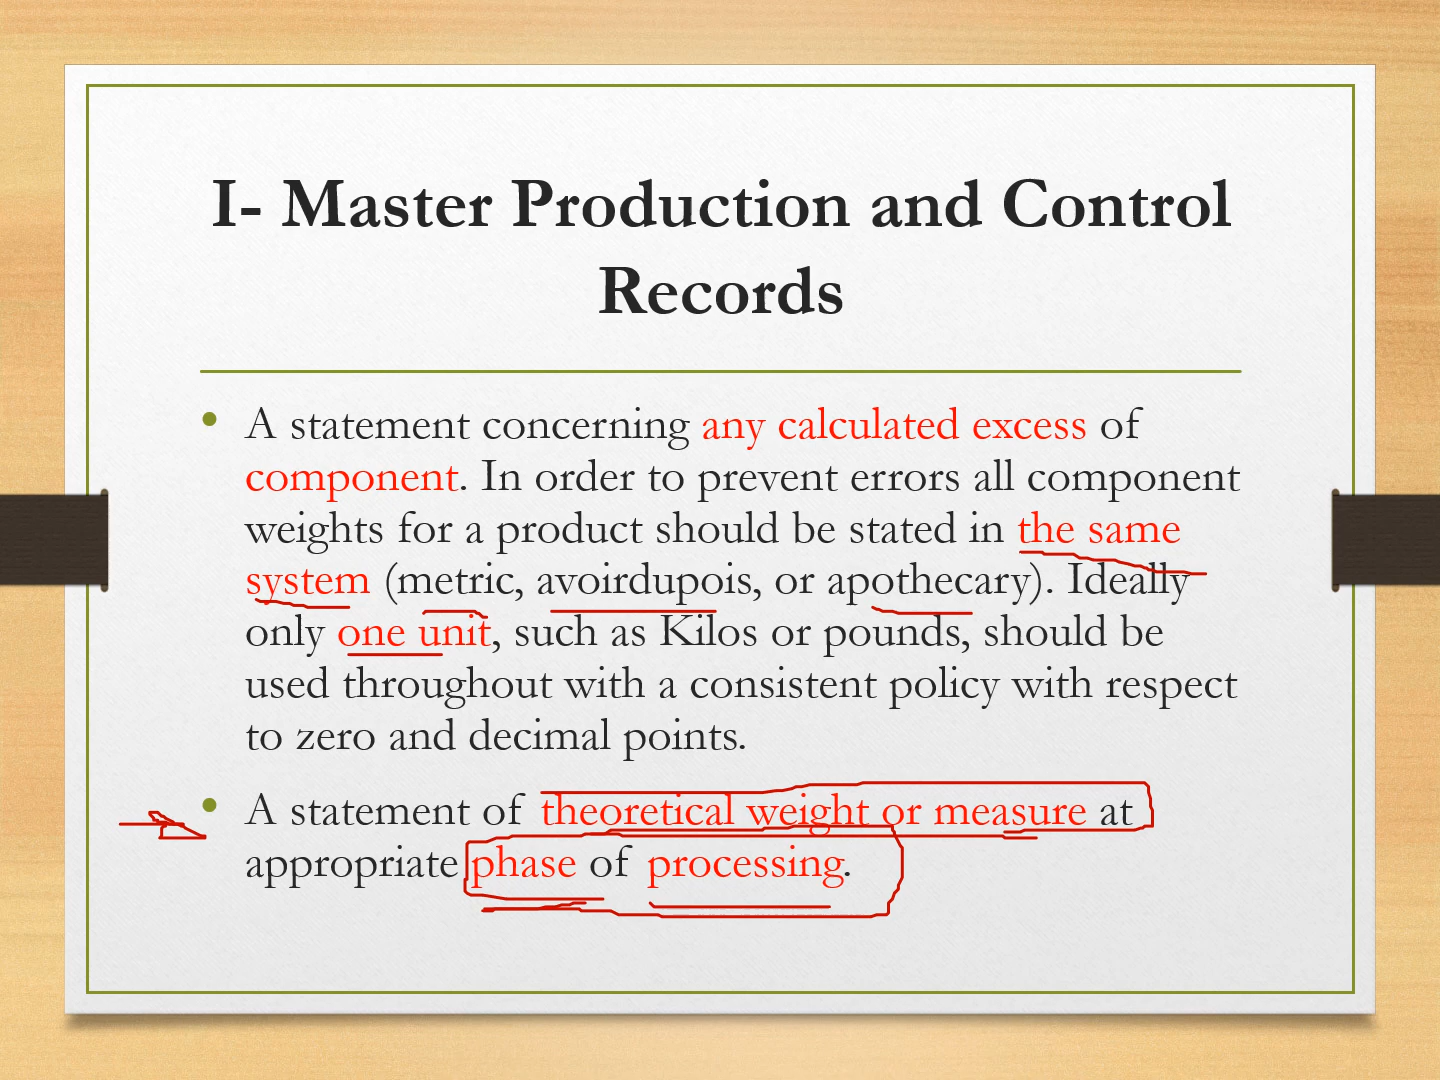 I- Master Production and Control
Records
• A statement concerning any calculated excess of
component. In order to prevent errors all component
weights for a product should be stated in the same
system (metric, avoirdupois, or apothecary). Ideally
only one unit, such as Kilos or pounds, should be
used throughout with a consistent policy with respect
to zero and decimal points.
• A statement of theoretical weight or measure at
appropriate phase of processing.